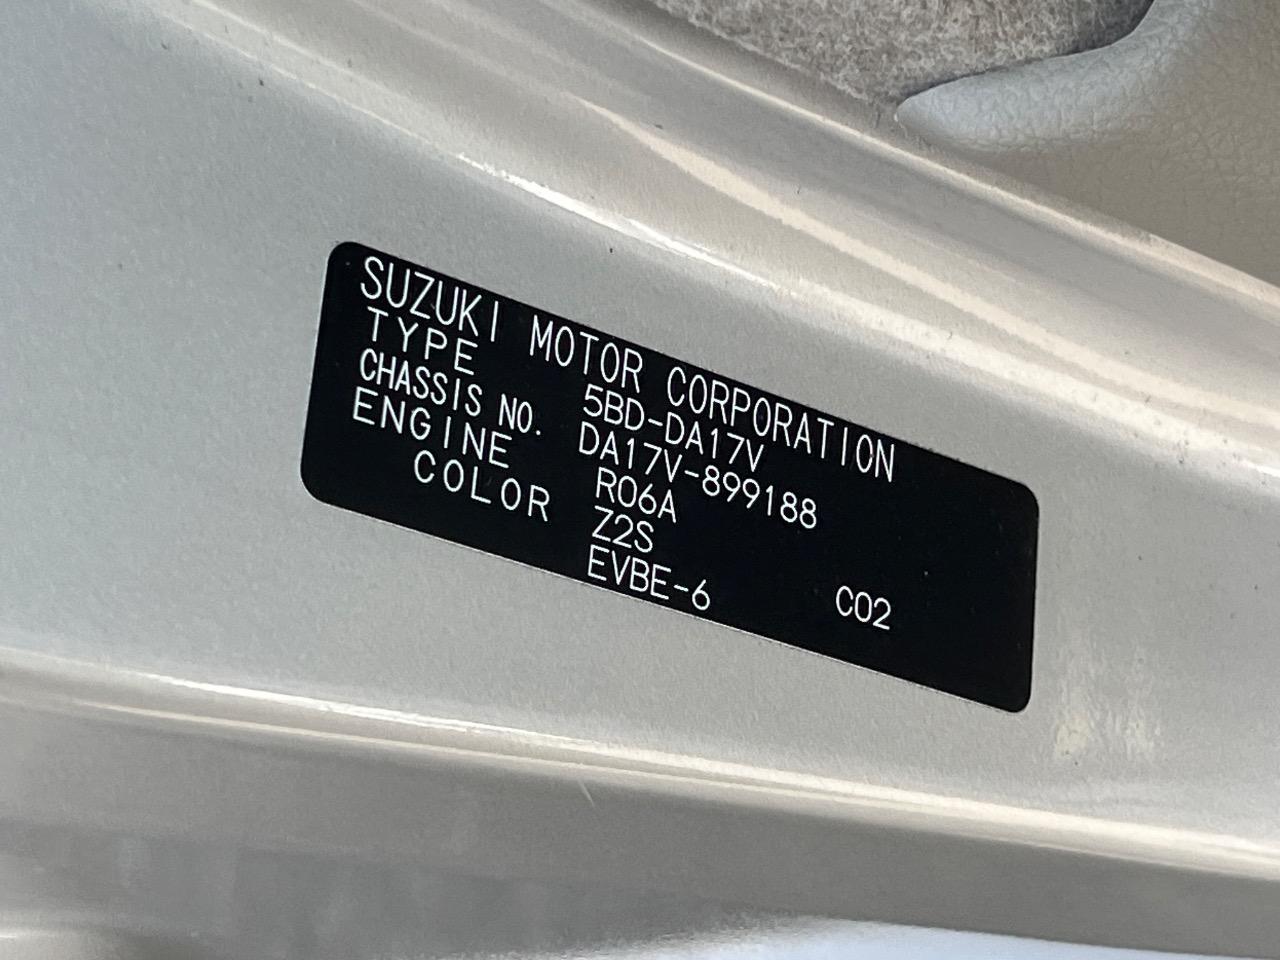 SUZUKI MOTOR CORPORATION
TYPE 5BD-DA17V
CHASSIS NO. DA17V-899188
ENGINE R06A
COLOR Z2S
EVBE-6 C02